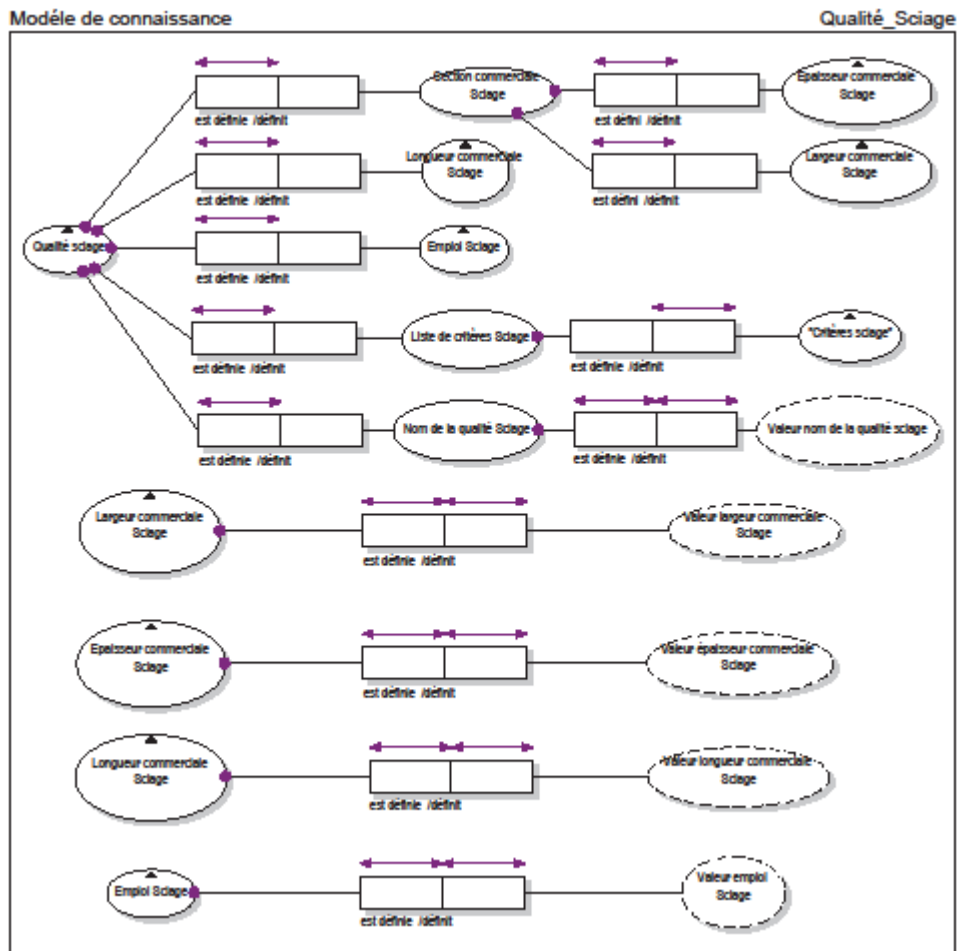 Modéle de connaissance
Qualité_Sciage
Section commerciale
Sciage
Epaisseur commerciale
Sciage
est définie /définit
est défini /définit
Longueur commerciale
Sciage
Largeur commerciale
Sciage
est définie /définit
est défini /définit
Qualité sciage
Emploi Sciage
est définie /définit
Liste de critères Sciage
"Critères sciage"
est définie /définit
est définie /définit
Nom de la qualité Sciage
Valeur nom de la qualité sciage
est définie /définit
est définie /définit
Largeur commerciale
Sciage
Valeur largeur commerciale
Sciage
est définie /définit
Epaisseur commerciale
Sciage
Valeur épaisseur commerciale
Sciage
est définie /définit
Longueur commerciale
Sciage
Valeur longueur commerciale
Sciage
est définie /définit
Emploi Sciage
Valeur emploi
Sciage
est définie /définit